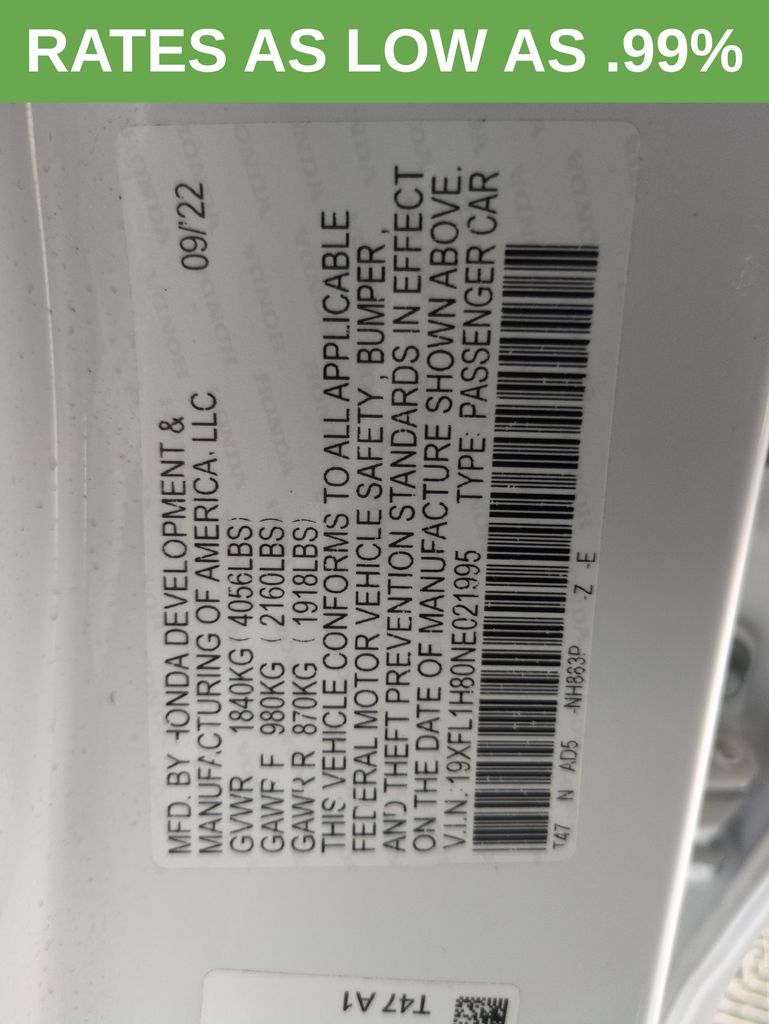 RATES AS LOW AS .99%
MFD. BY HONDA DEVELOPMENT &
MANUFACTURING OF AMERICA, LLC 09/22
GVWR 1840KG (4056LBS)
GAWR F 980KG (2160LBS)
GAWR R 870KG (1918LBS)
THIS VEHICLE CONFORMS TO ALL APPLICABLE
FEDERAL MOTOR VEHICLE SAFETY, BUMPER,
AND THEFT PREVENTION STANDARDS IN EFFECT
ON THE DATE OF MANUFACTURE SHOWN ABOVE.
V.I.N.: 19XFL1H80NE021995 TYPE: PASSENGER CAR
T47 N AD5 -NH883P -Z -E
T47 A1